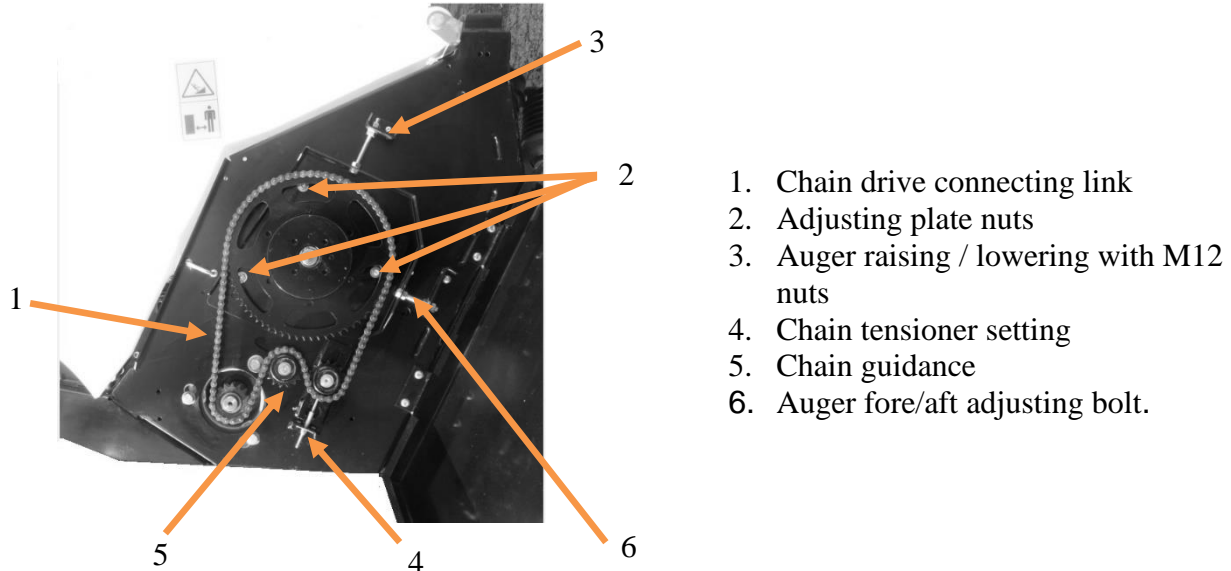 3
2
1
5
4
6
1. Chain drive connecting link
2. Adjusting plate nuts
3. Auger raising / lowering with M12
nuts
4. Chain tensioner setting
5. Chain guidance
6. Auger fore/aft adjusting bolt.